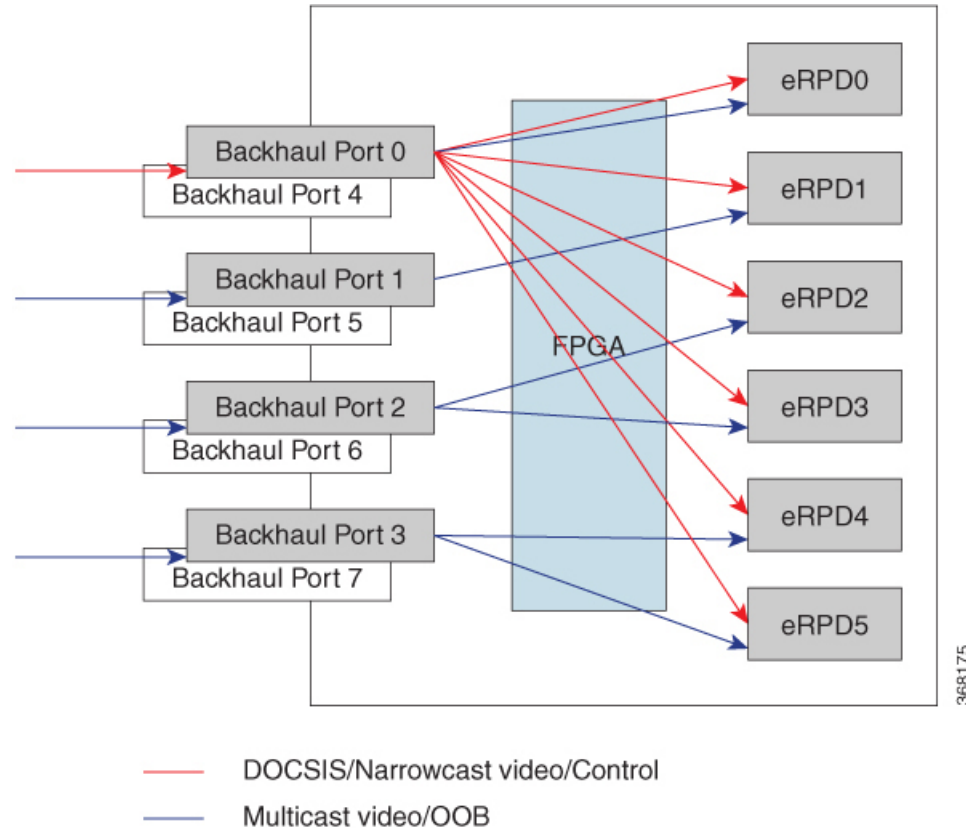 Backhaul Port 0
Backhaul Port 4
Backhaul Port 1
Backhaul Port 5
Backhaul Port 2
Backhaul Port 6
Backhaul Port 3
Backhaul Port 7
FPGA
eRPD0
eRPD1
eRPD2
eRPD3
eRPD4
eRPD5
368175
DOCSIS/Narrowcast video/Control
Multicast video/OOB